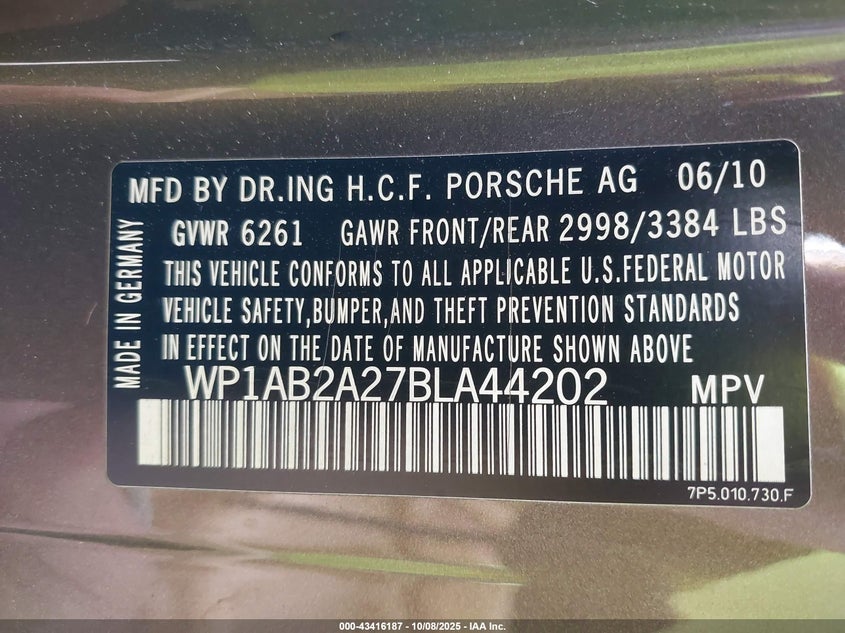 MFD BY DR.ING H.C.F. PORSCHE AG 06/10
GVWR 6261 GAWR FRONT/REAR 2998/3384 LBS
THIS VEHICLE CONFORMS TO ALL APPLICABLE U.S.FEDERAL MOTOR
VEHICLE SAFETY,BUMPER,AND THEFT PREVENTION STANDARDS
IN EFFECT ON THE DATE OF MANUFACTURE SHOWN ABOVE
MADE IN GERMANY
WP1AB2A27BLA44202 MPV
7P5.010.730.F
000-43416187 - 10/08/2025 - IAA Inc.